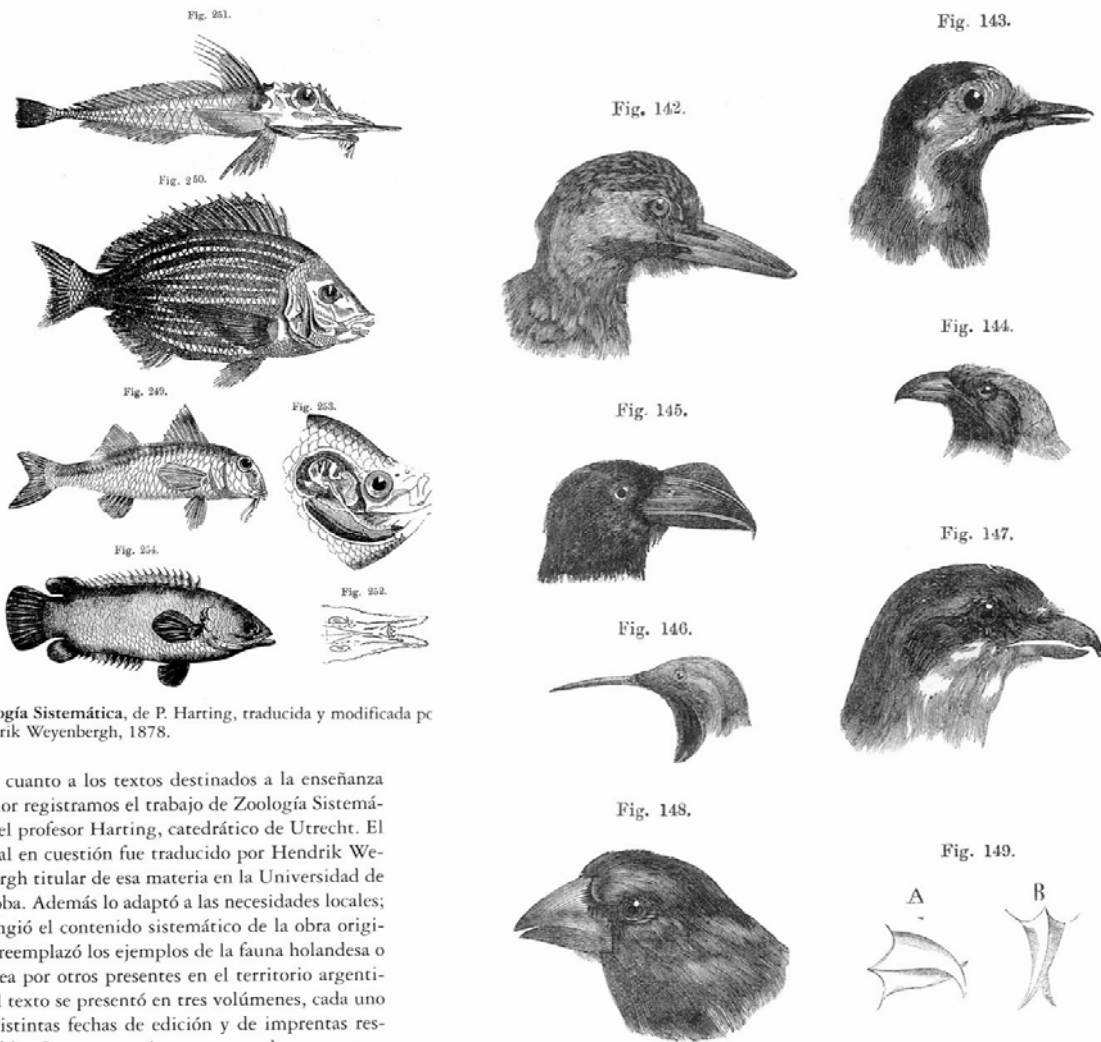 Fig. 251.
Fig. 250.
Fig. 249.
Fig. 253.
Fig. 254.
Fig. 252.
ogía Sistemática, de P. Harting, traducida y modificada po
rik Weyenbergh, 1878.
cuanto a los textos destinados a la enseñanza
or registramos el trabajo de Zoología Sistemá-
el profesor Harting, catedrático de Utrecht. El
al en cuestión fue traducido por Hendrik We-
rgh titular de esa materia en la Universidad de
oba. Además lo adaptó a las necesidades locales;
ngió el contenido sistemático de la obra origi-
reemplazó los ejemplos de la fauna holandesa o
ea por otros presentes en el territorio argenti-
l texto se presentó en tres volúmenes, cada uno
istintas fechas de edición y de imprentas res-
Fig. 143.
Fig. 142.
Fig. 144.
Fig. 145.
Fig. 147.
Fig. 146.
Fig. 148.
Fig. 149.
A
B